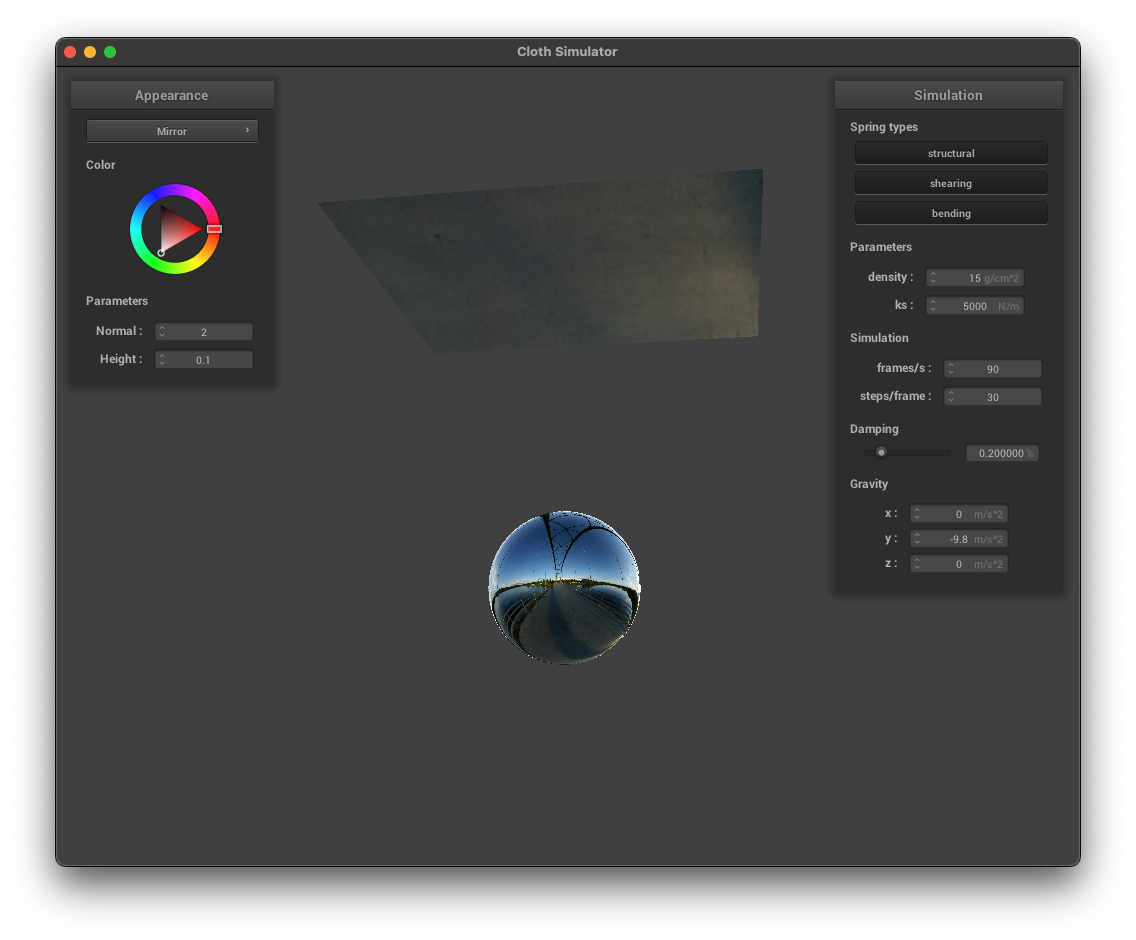 Cloth Simulator
Appearance
Mirror ›
Color
Parameters
Normal : 2
Height : 0.1
Simulation
Spring types
structural
shearing
bending
Parameters
density : 15 g/cm^2
ks : 5000 N/m
Simulation
frames/s : 90
steps/frame : 30
Damping
0.200000 %
Gravity
x : 0 m/s^2
y : -9.8 m/s^2
z : 0 m/s^2